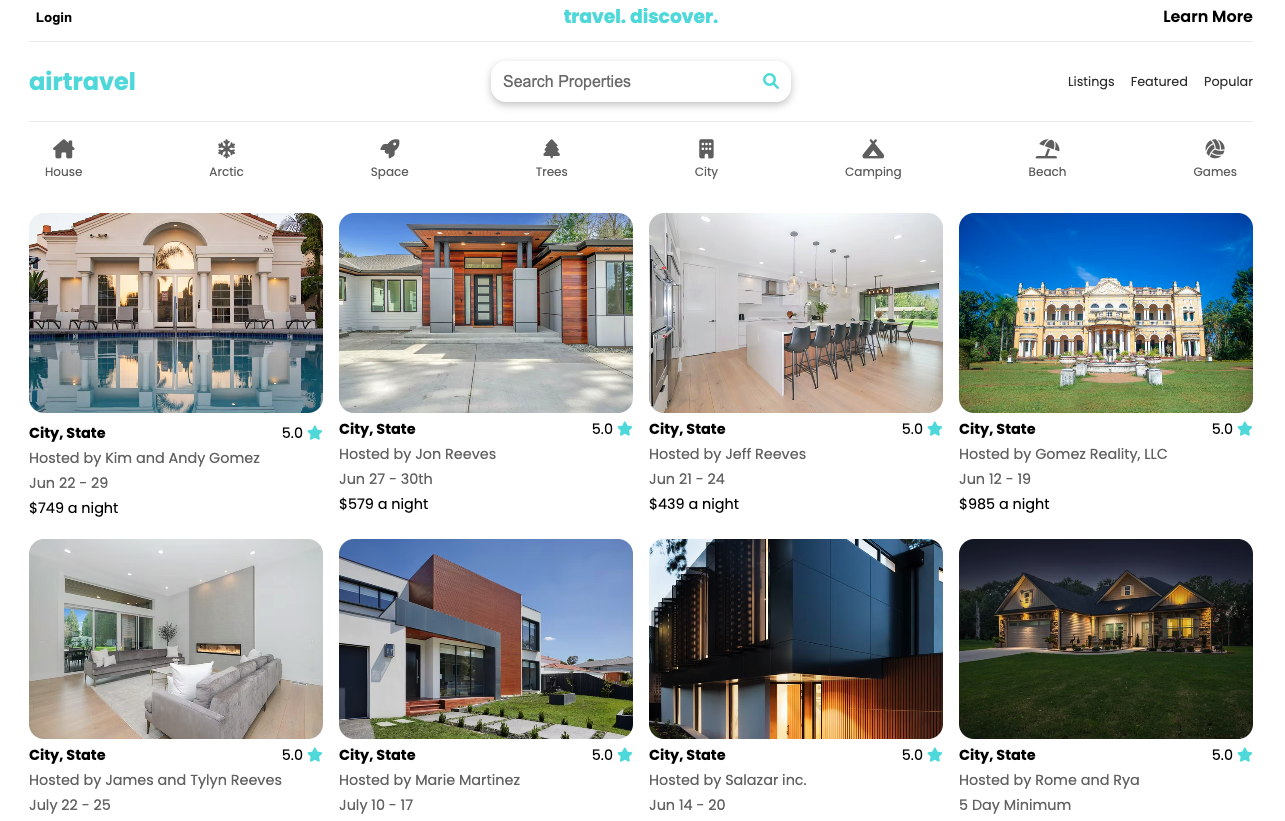 Login
travel. discover.
Learn More
airtravel
Search Properties
Listings Featured Popular
House Arctic Space Trees City Camping Beach Games
City, State 5.0
Hosted by Kim and Andy Gomez
Jun 22 - 29
$749 a night
City, State 5.0
Hosted by Jon Reeves
Jun 27 - 30th
$579 a night
City, State 5.0
Hosted by Jeff Reeves
Jun 21 - 24
$439 a night
City, State 5.0
Hosted by Gomez Reality, LLC
Jun 12 - 19
$985 a night
City, State 5.0
Hosted by James and Tylyn Reeves
July 22 - 25
City, State 5.0
Hosted by Marie Martinez
July 10 - 17
City, State 5.0
Hosted by Salazar inc.
Jun 14 - 20
City, State 5.0
Hosted by Rome and Rya
5 Day Minimum